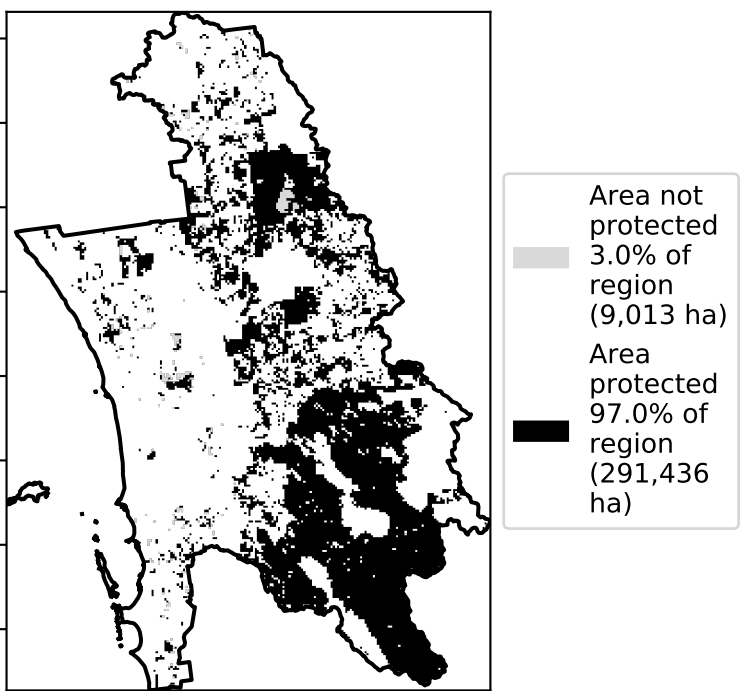 Area not
protected
3.0% of
region
(9,013 ha)
Area
protected
97.0% of
region
(291,436
ha)